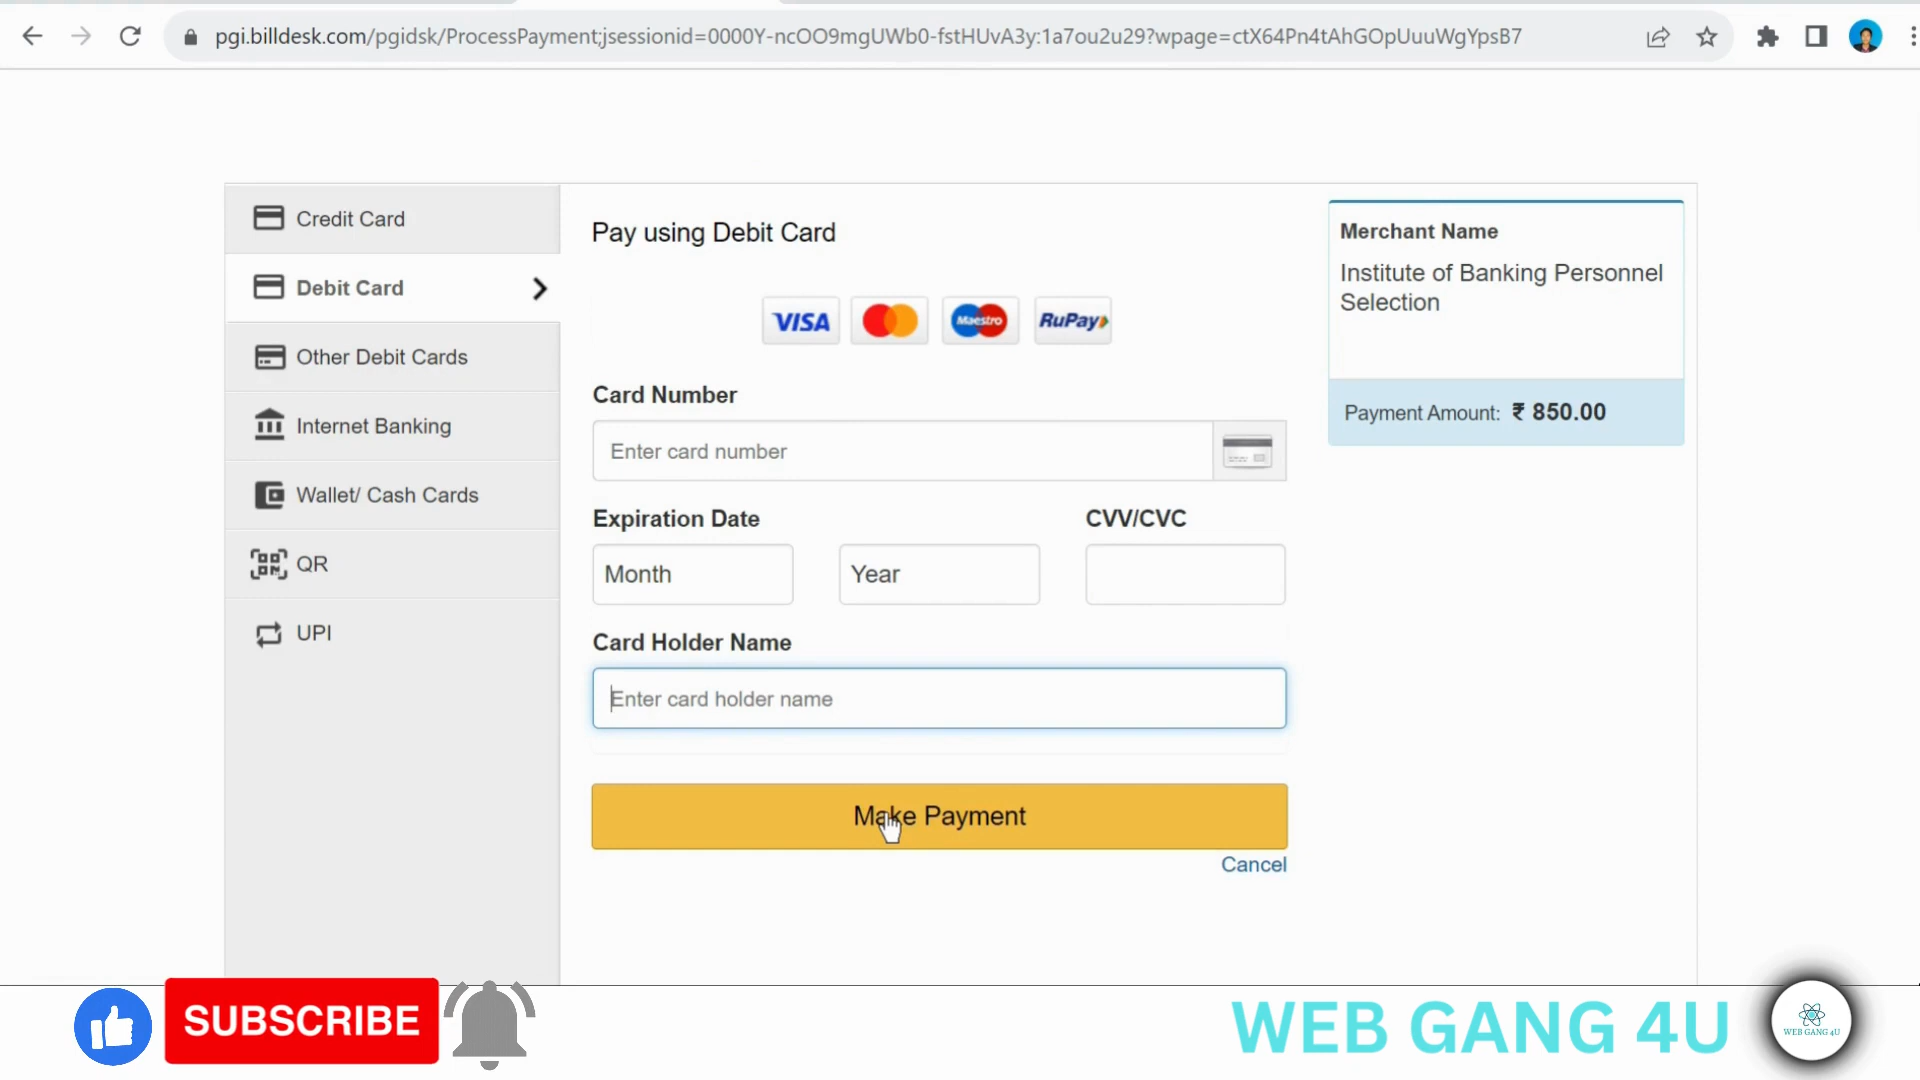 pgi.billdesk.com/pgidsk/ProcessPayment;jsessionid=0000Y-ncOO9mgUWb0-fstHUvA3y:1a7ou2u29?wpage=ctX64Pn4tAhGOpUuuWgYpsB7
Credit Card
Debit Card
Other Debit Cards
Internet Banking
Wallet/ Cash Cards
QR
UPI
Pay using Debit Card
VISA
Maestro
RuPay
Card Number
Enter card number
Expiration Date
CVV/CVC
Month
Year
Card Holder Name
Enter card holder name
Make Payment
Cancel
Merchant Name
Institute of Banking Personnel
Selection
Payment Amount: ₹ 850.00
SUBSCRIBE
WEB GANG 4U
WEB GANG 4U